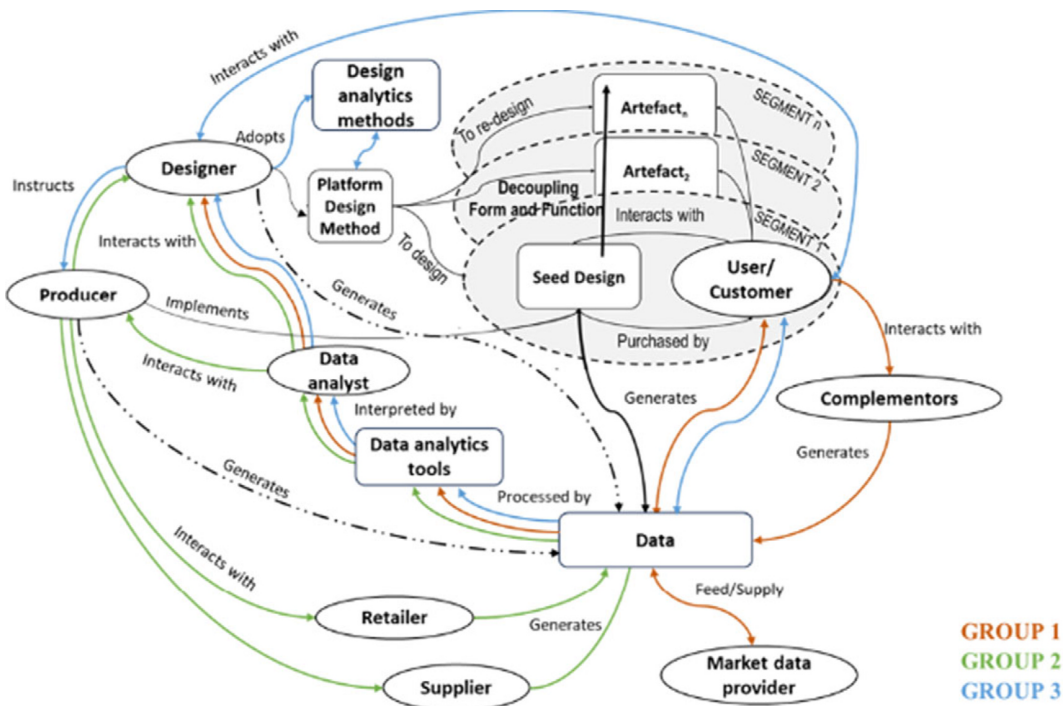 Interacts with
Design
analytics
methods
Adopts
Designer
Instructs
Platform
Design
Method
To re-design
Artefactₙ
SEGMENT n
Artefact₂
SEGMENT 2
Decoupling
Form and Function
Interacts with
SEGMENT 1
To design
Seed Design
User/
Customer
Purchased by
Interacts with
Producer
Implements
Generates
Data
analyst
Interacts with
Interpreted by
Data analytics
tools
Generates
Processed by
Data
Generates
Interacts with
Complementors
Generates
Feed/Supply
Market data
provider
Interacts with
Retailer
Generates
Supplier
GROUP 1
GROUP 2
GROUP 3